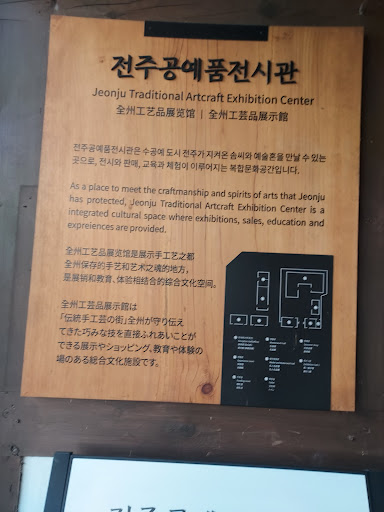 전주공예품전시관
Jeonju Traditional Artcraft Exhibition Center
全州工艺品展览馆 | 全州工芸品展示館
전주공예품전시관은 수공예 도시 전주가 지켜온 솜씨와 예술혼을 만날 수 있는
곳으로, 전시와 판매, 교육과 체험이 이루어지는 복합문화공간입니다.
As a place to meet the craftmanship and spirits of arts that Jeonju
has protected, Jeonju Traditional Artcraft Exhibition Center is a
integrated cultural space where exhibitions, sales, education and
expreiences are provided.
全州工艺品展览馆是展示手工艺之都
全州保存的手艺和艺术之魂的地方，
是展销和教育、体验相结合的综合文化空间。
全州工芸品展示館は
「伝統手工芸の街」全州が守り伝え
てきた巧みな技を直接ふれあいことが
できる展示やショッピング、教育や体験の
場のある総合文化施設です。